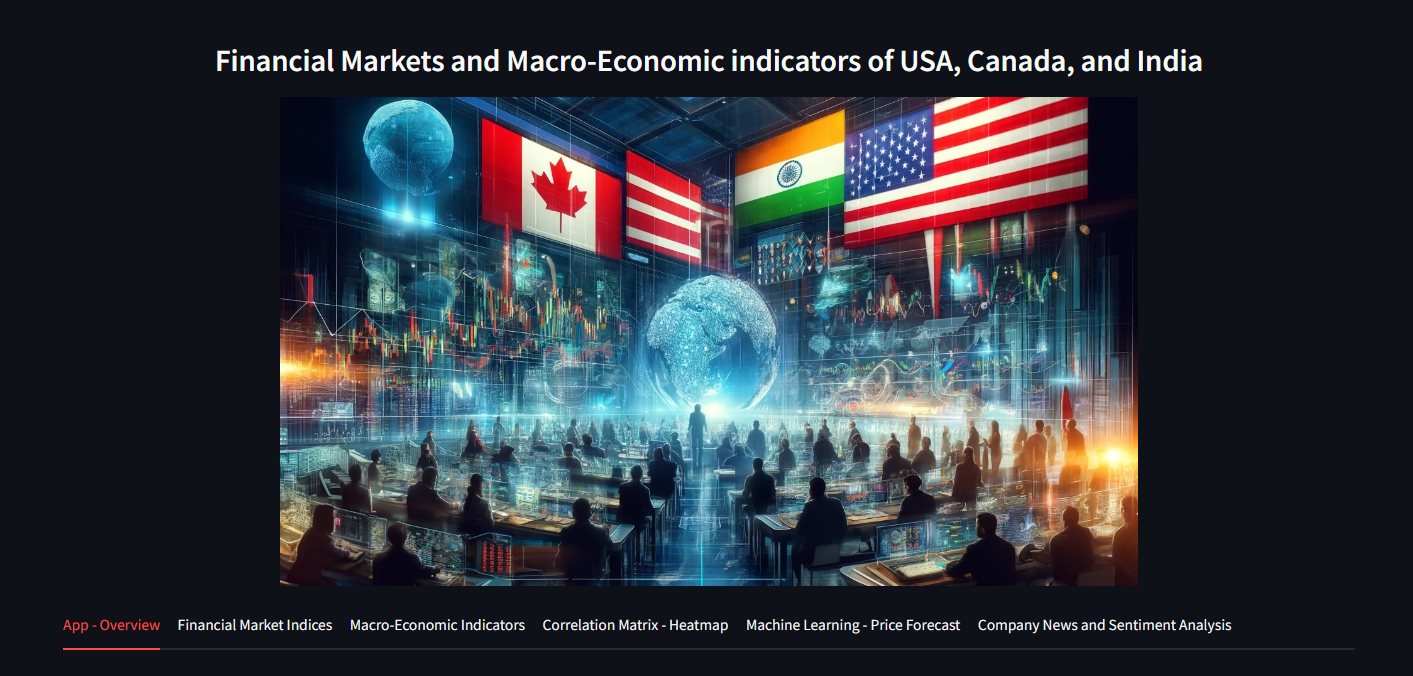 Financial Markets and Macro-Economic indicators of USA, Canada, and India
App - Overview
Financial Market Indices
Macro-Economic Indicators
Correlation Matrix - Heatmap
Machine Learning - Price Forecast
Company News and Sentiment Analysis